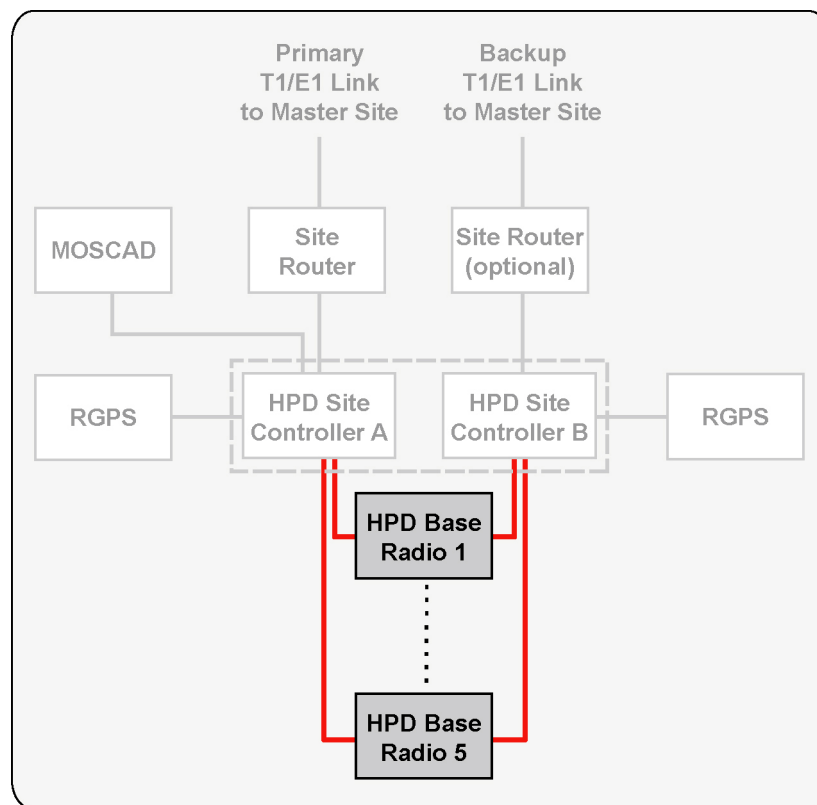 Primary
T1/E1 Link
to Master Site
Backup
T1/E1 Link
to Master Site
MOSCAD
Site
Router
Site Router
(optional)
RGPS
HPD Site
Controller A
HPD Site
Controller B
RGPS
HPD Base
Radio 1
HPD Base
Radio 5